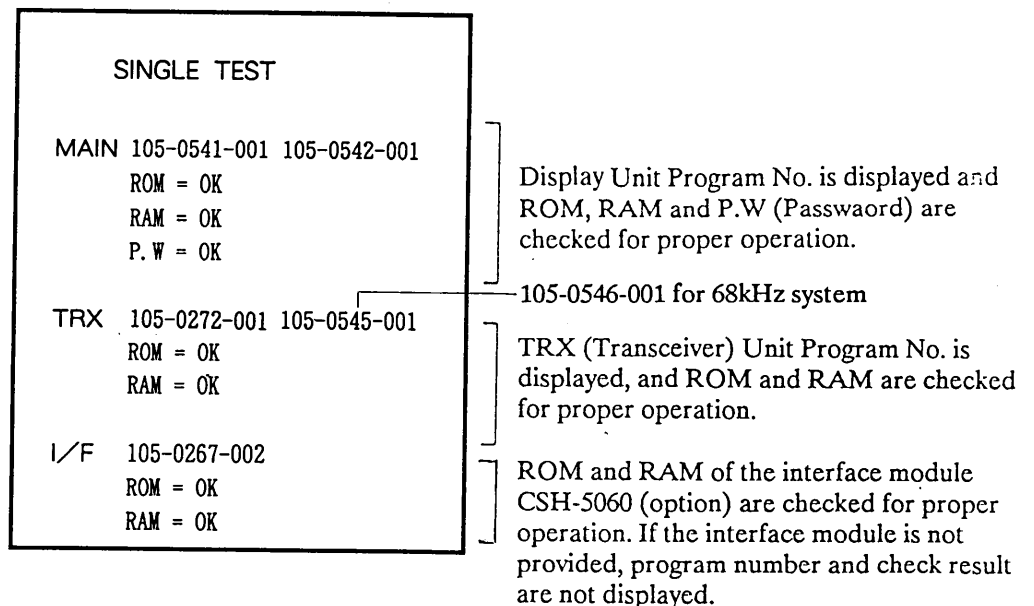 SINGLE TEST
MAIN 105-0541-001 105-0542-001
ROM = OK
RAM = OK
P.W = OK
TRX 105-0272-001 105-0545-001
ROM = OK
RAM = OK
I/F 105-0267-002
ROM = OK
RAM = OK
Display Unit Program No. is displayed and
ROM, RAM and P.W (Passwaord) are
checked for proper operation.
105-0546-001 for 68kHz system
TRX (Transceiver) Unit Program No. is
displayed, and ROM and RAM are checked
for proper operation.
ROM and RAM of the interface module
CSH-5060 (option) are checked for proper
operation. If the interface module is not
provided, program number and check result
are not displayed.